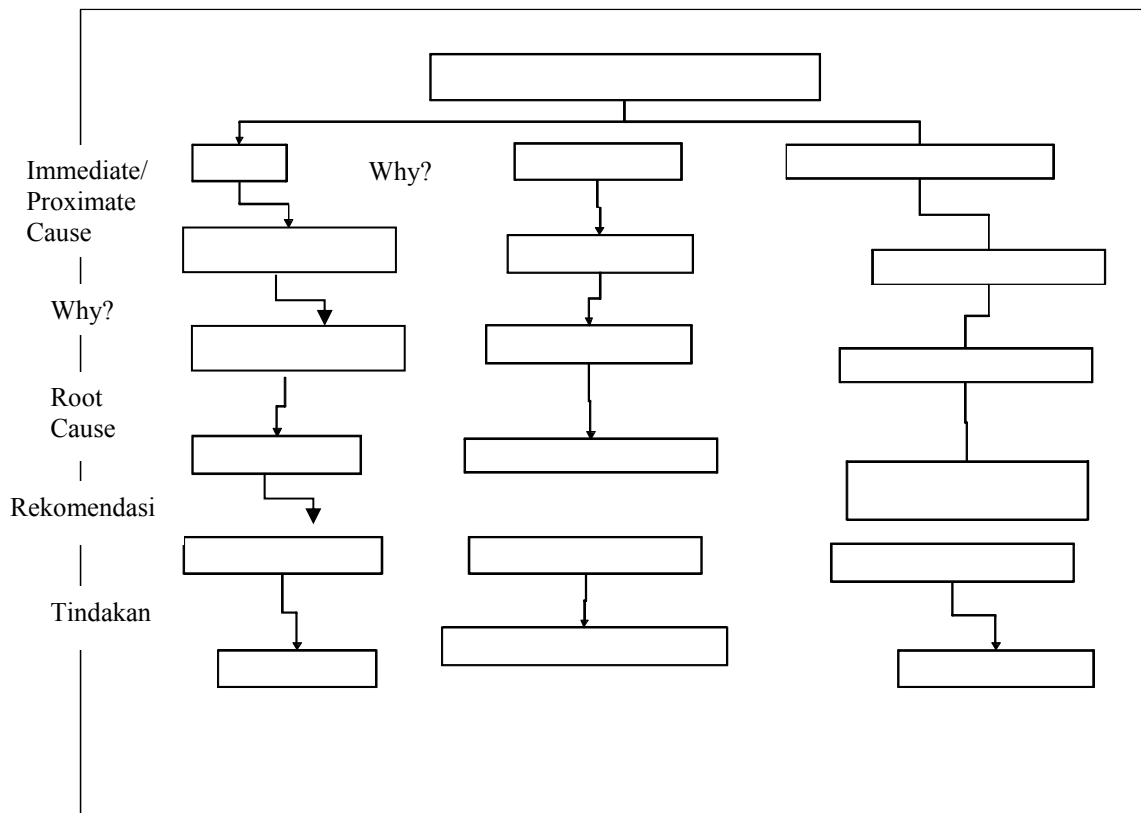 Immediate/
Proximate
Cause
Why?
Why?
Root
Cause
Rekomendasi
Tindakan